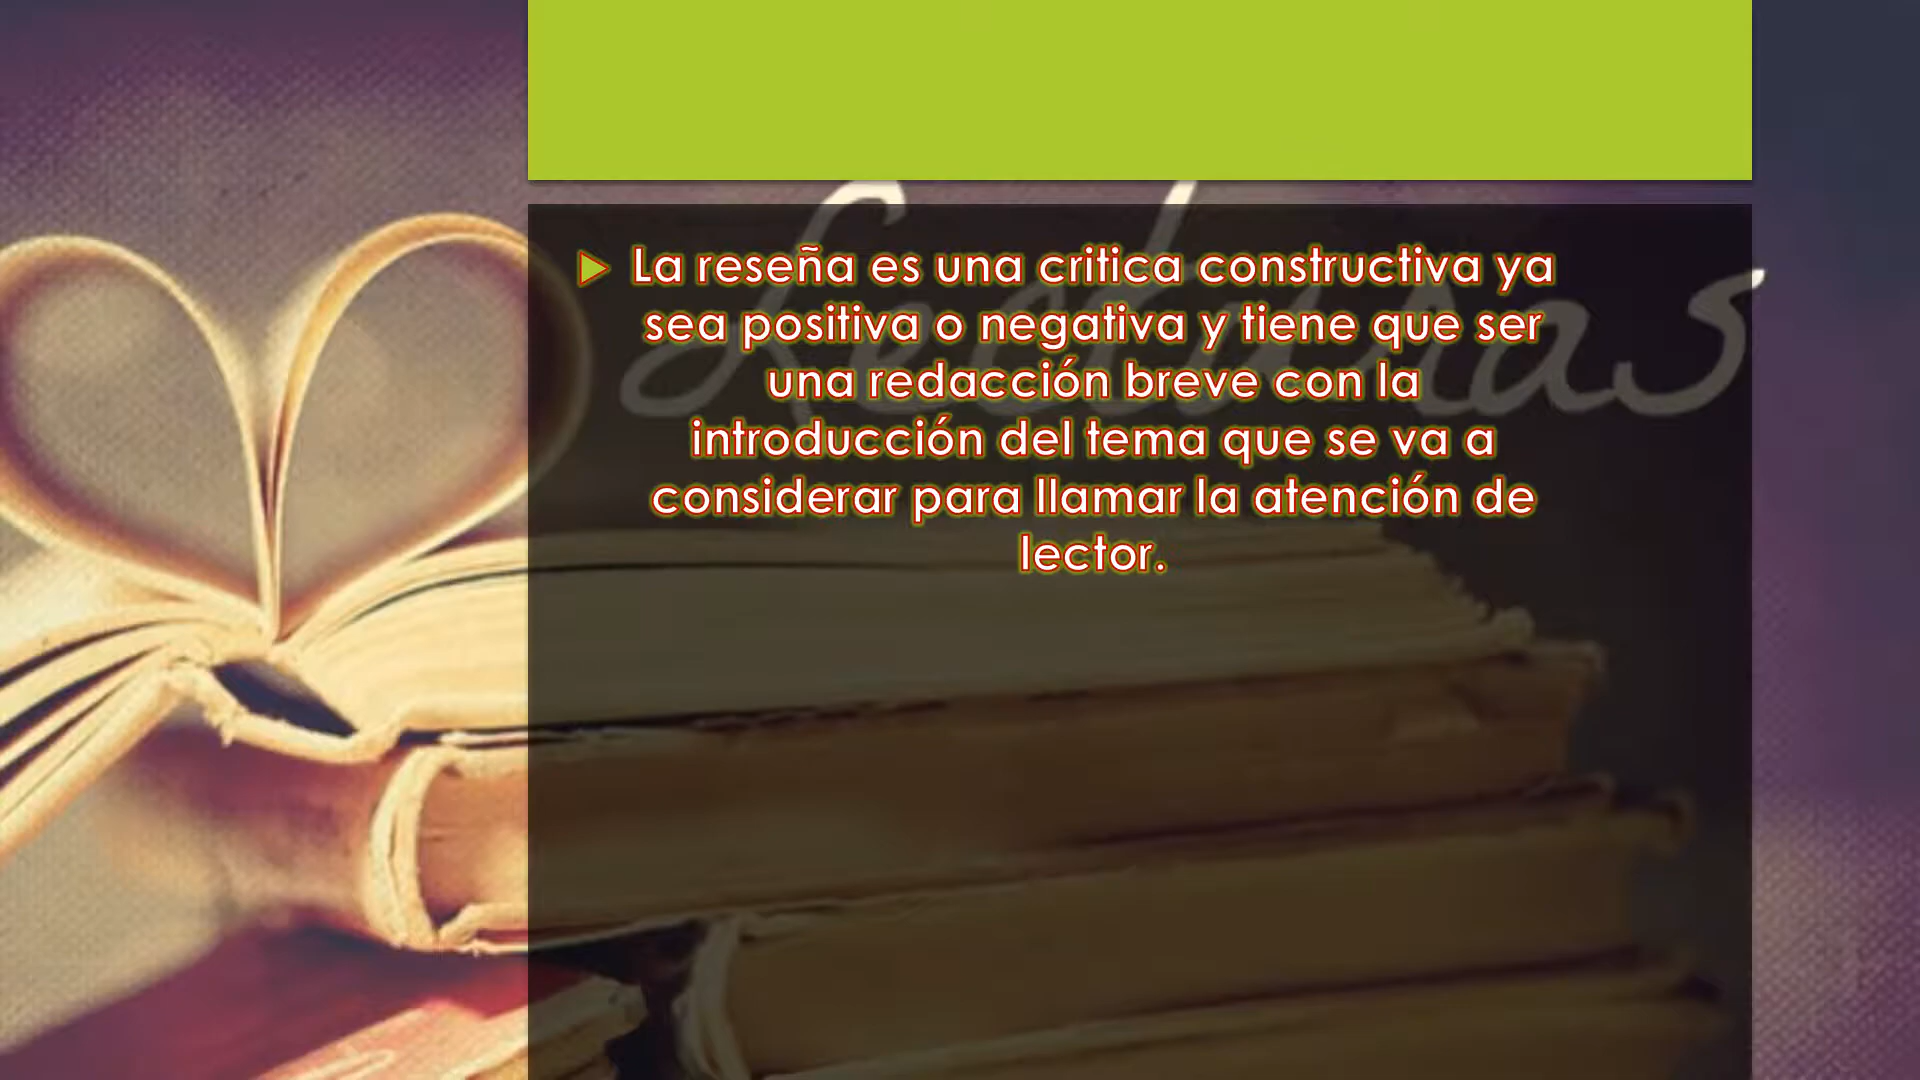 Lecturas
La reseña es una critica constructiva ya
sea positiva o negativa y tiene que ser
una redacción breve con la
introducción del tema que se va a
considerar para llamar la atención de
lector.